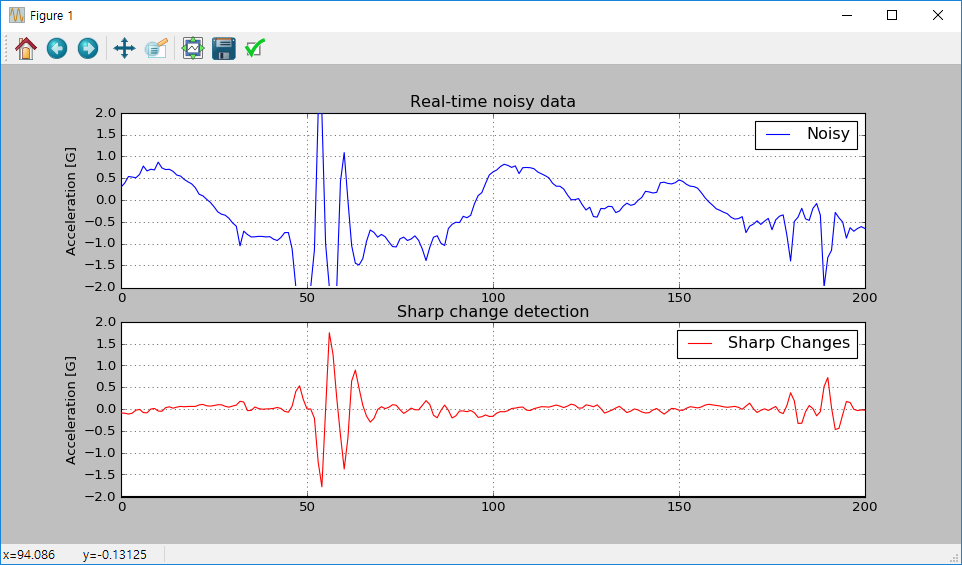 Figure 1
Real-time noisy data
2.0
1.5
1.0
0.5
0.0
−0.5
−1.0
−1.5
−2.0
Acceleration [G]
Noisy
0 50 100 150 200
Sharp change detection
2.0
1.5
1.0
0.5
0.0
−0.5
−1.0
−1.5
−2.0
Acceleration [G]
Sharp Changes
0 50 100 150 200
x=94.086 y=-0.13125